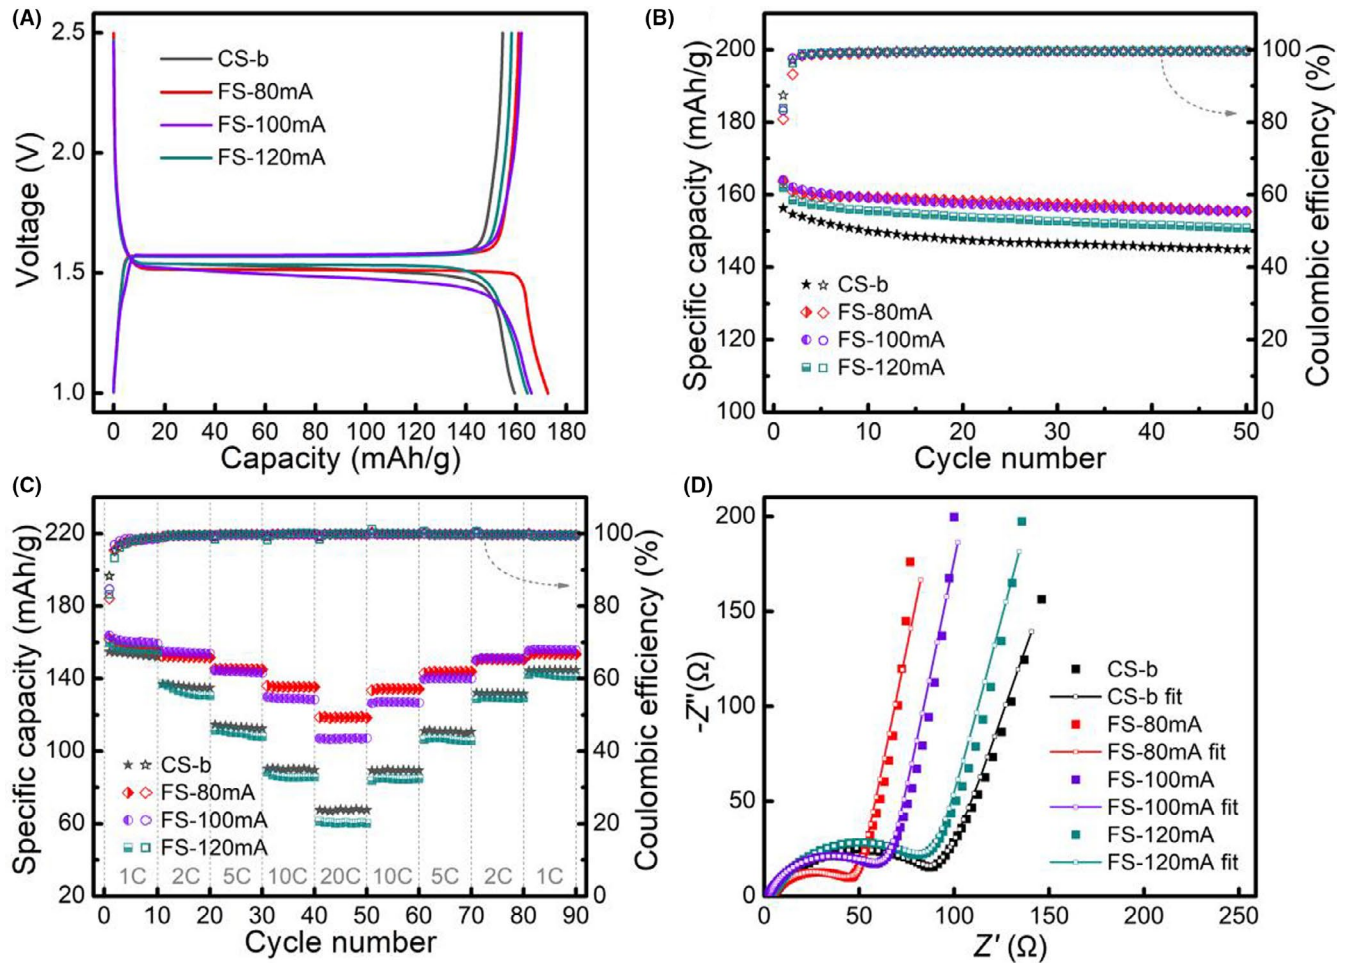 (A)
2.5
2.0
1.5
1.0
Voltage (V)
CS-b
FS-80mA
FS-100mA
FS-120mA
0 20 40 60 80 100 120 140 160 180
Capacity (mAh/g)
(B)
200
180
160
140
120
100
Specific capacity (mAh/g)
100
80
60
40
20
0
Coulombic efficiency (%)
CS-b
FS-80mA
FS-100mA
FS-120mA
0 10 20 30 40 50
Cycle number
(C)
220
180
140
100
60
20
Specific capacity (mAh/g)
100
80
60
40
20
0
Coulombic efficiency (%)
CS-b
FS-80mA
FS-100mA
FS-120mA
1C 2C 5C 10C 20C 10C 5C 2C 1C
0 10 20 30 40 50 60 70 80 90
Cycle number
(D)
200
150
100
50
0
-Z"(Ω)
CS-b
CS-b fit
FS-80mA
FS-80mA fit
FS-100mA
FS-100mA fit
FS-120mA
FS-120mA fit
0 50 100 150 200 250
Z' (Ω)